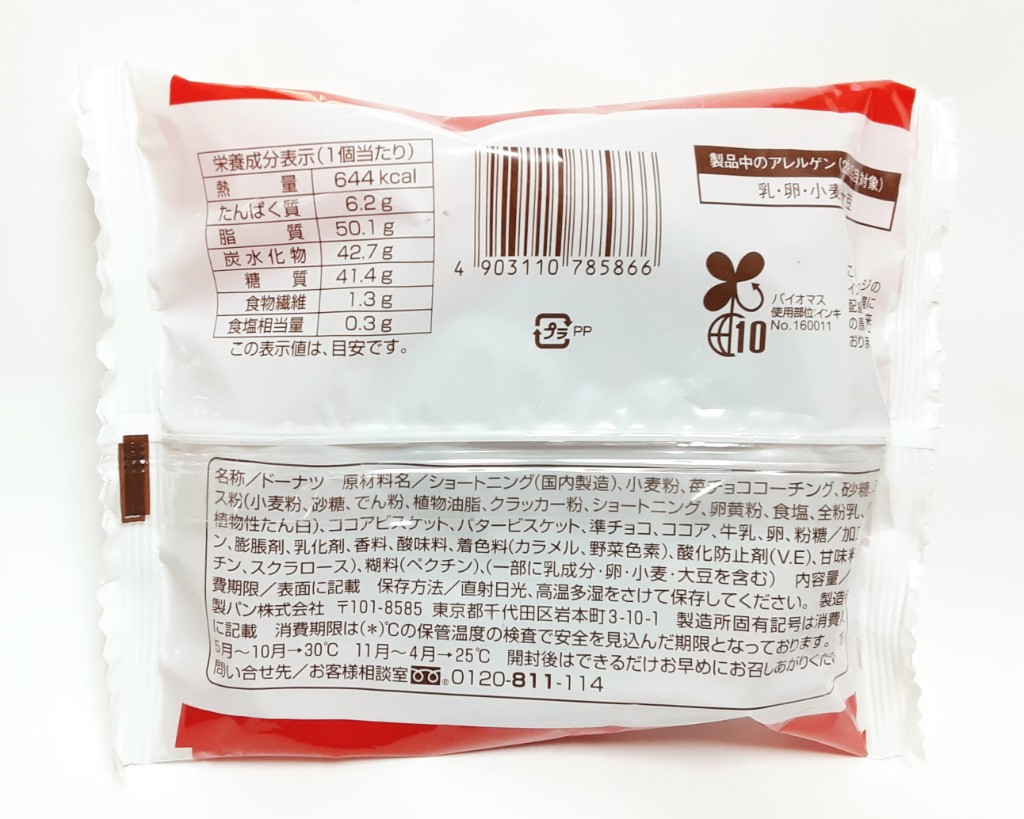 栄養成分表示(1個当たり)
熱量 644kcal
たんぱく質 6.2g
脂質 50.1g
炭水化物 42.7g
糖質 41.4g
食物繊維 1.3g
食塩相当量 0.3g
この表示値は、目安です。
4 903110 785866
プラ PP
製品中のアレルゲン(28品目対象)
乳・卵・小麦
バイオマス
使用部位:インキ
No.160011
10
名称/ドーナツ 原材料名/ショートニング(国内製造)、小麦粉、苺チョココーチング、砂糖、
ス粉(小麦粉、砂糖、でん粉、植物油脂、クラッカー粉、ショートニング、卵黄粉、食塩、全粉乳、
植物性たん白)、ココアビスケット、バタービスケット、準チョコ、ココア、牛乳、卵、粉糖/加工
ン、膨脹剤、乳化剤、香料、酸味料、着色料(カラメル、野菜色素)、酸化防止剤(V.E)、甘味料
チン、スクラロース)、糊料(ペクチン)、(一部に乳成分・卵・小麦・大豆を含む) 内容量/
費期限/表面に記載 保存方法/直射日光、高温多湿をさけて保存してください。 製造
製パン株式会社 〒101-8585 東京都千代田区岩本町3-10-1 製造所固有記号は消費
に記載 消費期限は(*)℃の保管温度の検査で安全を見込んだ期限となっております。
5月〜10月→30℃ 11月〜4月→25℃ 開封後はできるだけお早めにお召しあがりくだ
問い合せ先/お客様相談室 0120-811-114